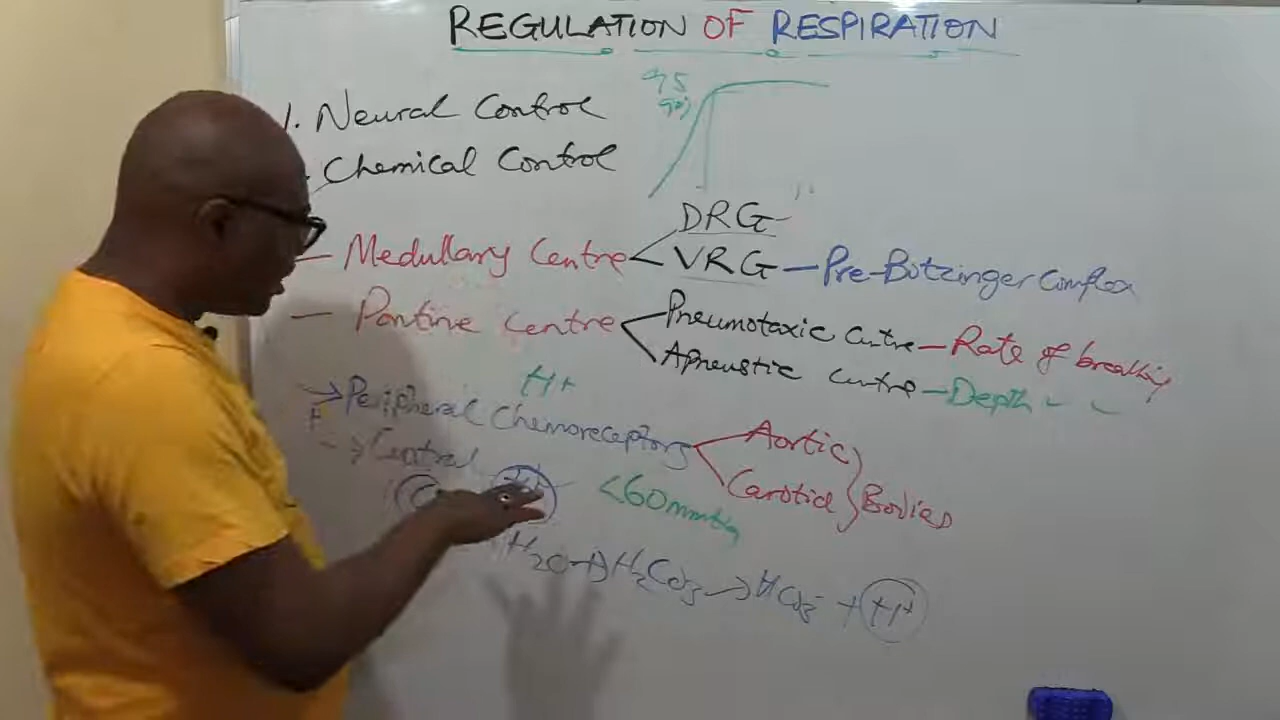 REGULATION OF RESPIRATION
1. Neural Control
Chemical Control
95
90
— Medullary Centre < DRG
VRG — Pre-Botzinger Complex
— Pontine Centre < Pneumotaxic Centre — Rate of breathing
Apneustic Centre — Depth " "
H+
→ Peripheral Chemoreceptors < Aortic
Carotid } Bodies
→ Central
<60mmHg
H2O → H2CO3 → HCO3- + H+